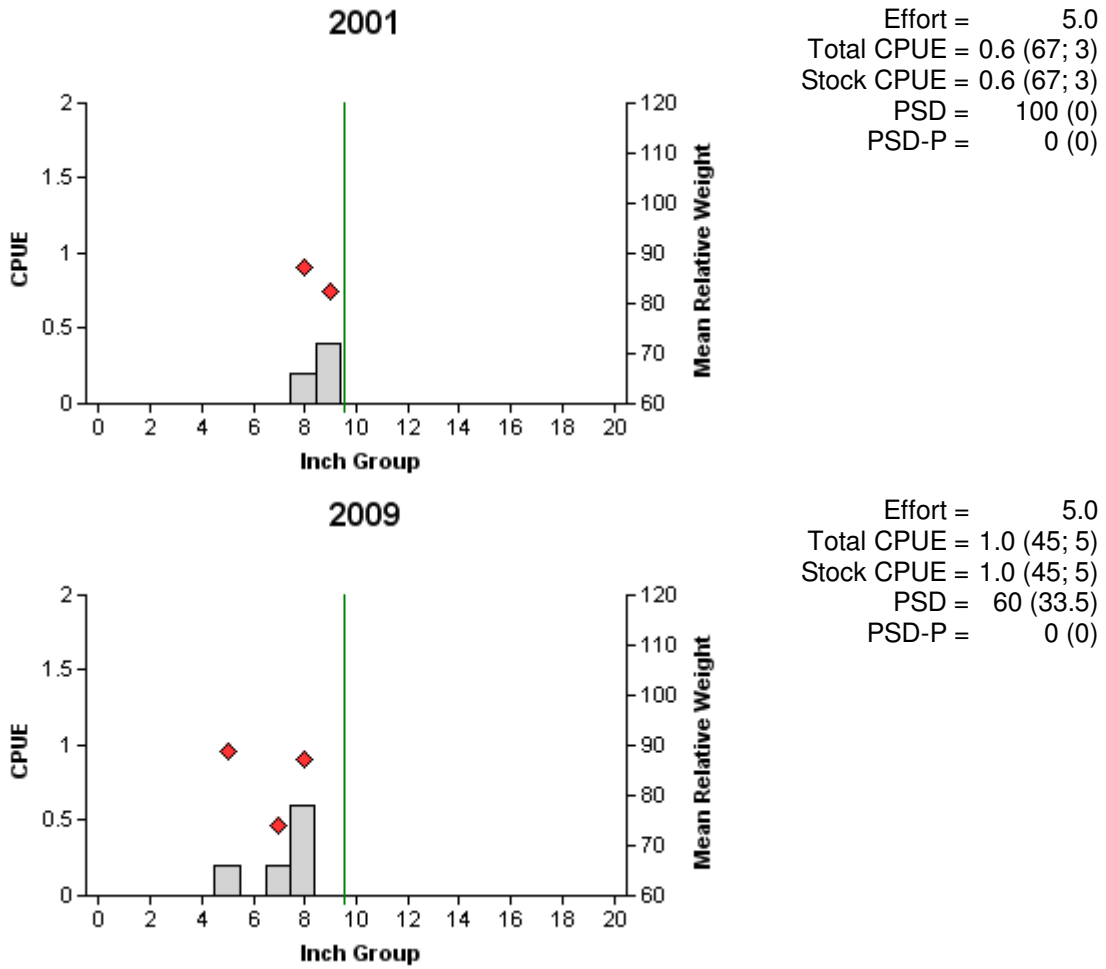 2001
Effort = 5.0
Total CPUE = 0.6 (67; 3)
Stock CPUE = 0.6 (67; 3)
PSD = 100 (0)
PSD-P = 0 (0)
2
1.5
1
0.5
0
CPUE
120
110
100
90
80
70
60
Mean Relative Weight
0 2 4 6 8 10 12 14 16 18 20
Inch Group
2009
Effort = 5.0
Total CPUE = 1.0 (45; 5)
Stock CPUE = 1.0 (45; 5)
PSD = 60 (33.5)
PSD-P = 0 (0)
2
1.5
1
0.5
0
CPUE
120
110
100
90
80
70
60
Mean Relative Weight
0 2 4 6 8 10 12 14 16 18 20
Inch Group